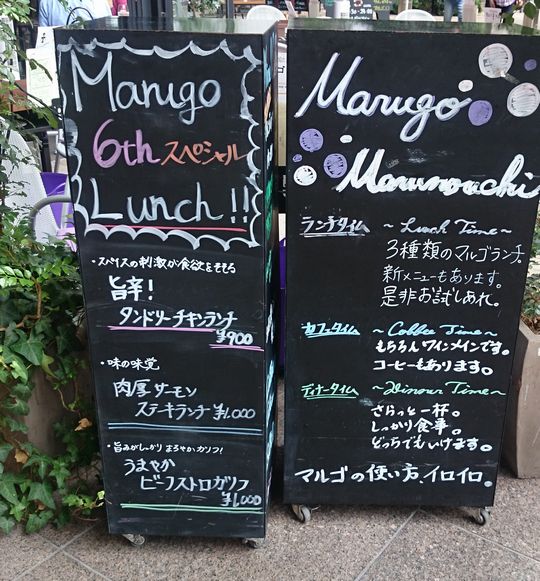 Marugo
6th スペシャル
Lunch!!
・スパイスの刺激が食欲をそそる
旨辛!
タンドリーチキンランチ
¥900
・味の味覚
肉厚サーモン
ステーキランチ ¥1,000
・旨みがしっかり まろやかカソフ!
うまやか
ビーフストロガノフ
¥1,000
Marugo
Marunouchi
ランチタイム ~Luch Time~
3種類のマルゴランチ。
新メニューもあります。
是非お試しあれ。
カフェタイム ~Cobbee Time~
もちろんワインメインです。
コーヒーもあります。
ディナータイム ~Dinnur Time~
さらっと一杯。
しっかり食事。
どっちでもいけます。
マルゴの使い方、イロイロ。